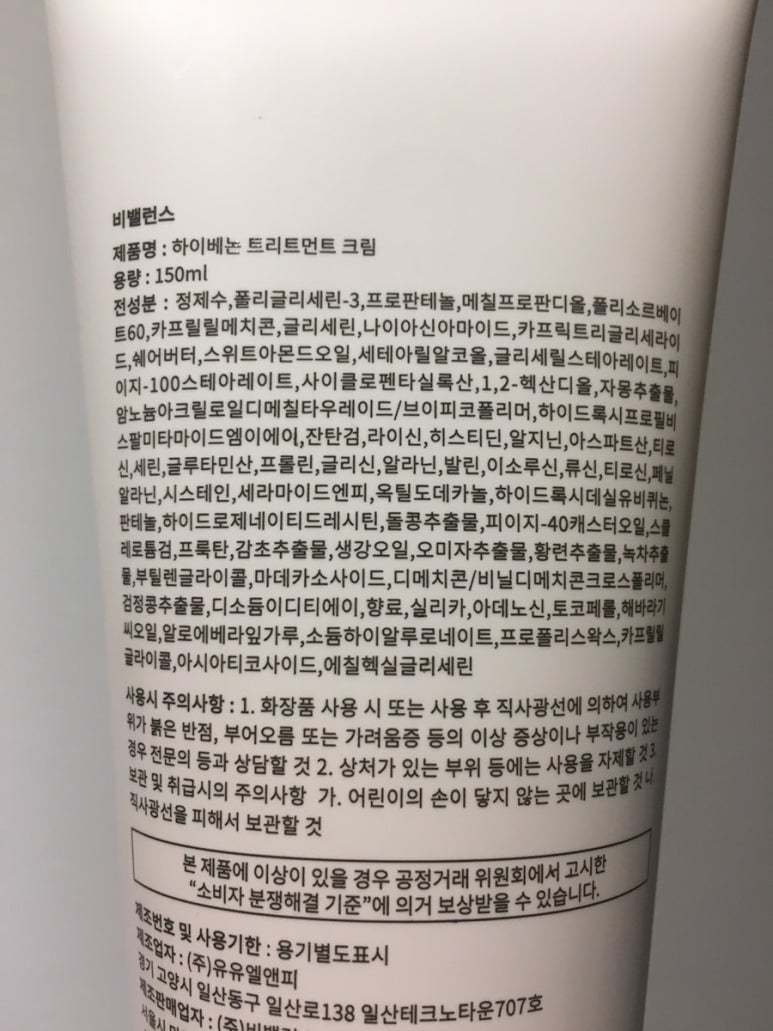 비밸런스
제품명 : 하이베논 트리트먼트 크림
용량 : 150ml
전성분 : 정제수,폴리글리세린-3,프로판테놀,메칠프로판디올,폴리소르베이
트60,카프릴릴메치콘,글리세린,나이아신아마이드,카프릭트리글리세라이
드,쉐어버터,스위트아몬드오일,세테아릴알코올,글리세릴스테아레이트,피
이지-100스테아레이트,사이클로펜타실록산,1,2-헥산디올,자몽추출물,
암노늄아크릴로일디메칠타우레이드/브이피코폴리머,하이드록시프로필비
스팔미타마이드엠이에이,잔탄검,라이신,히스티딘,알지닌,아스파트산,티로
신,세린,글루타민산,프롤린,글리신,알라닌,발린,이소루신,류신,티로신,페닐
알라닌,시스테인,세라마이드엔피,옥틸도데카놀,하이드록시데실유비퀴논,
판테놀,하이드로제네이티드레시틴,돌콩추출물,피이지-40캐스터오일,스클
레로튬검,프룩탄,감초추출물,생강오일,오미자추출물,황련추출물,녹차추출
물,부틸렌글라이콜,마데카소사이드,디메치콘/비닐디메치콘크로스폴리머,
검정콩추출물,디소듐이디티에이,향료,실리카,아데노신,토코페롤,해바라기
씨오일,알로에베라잎가루,소듐하이알루로네이트,프로폴리스왁스,카프릴릴
글라이콜,아시아티코사이드,에칠헥실글리세린
사용시 주의사항 : 1. 화장품 사용 시 또는 사용 후 직사광선에 의하여 사용부
위가 붉은 반점, 부어오름 또는 가려움증 등의 이상 증상이나 부작용이 있는
경우 전문의 등과 상담할 것 2. 상처가 있는 부위 등에는 사용을 자제할 것 3.
보관 및 취급시의 주의사항 가. 어린이의 손이 닿지 않는 곳에 보관할 것 나.
직사광선을 피해서 보관할 것
본 제품에 이상이 있을 경우 공정거래 위원회에서 고시한
“소비자 분쟁해결 기준”에 의거 보상받을 수 있습니다.
제조번호 및 사용기한 : 용기별도표시
제조업자 : (주)유유엘앤피
경기 고양시 일산동구 일산로138 일산테크노타운707호
제조판매업자 : (주)비밸런스
서울시